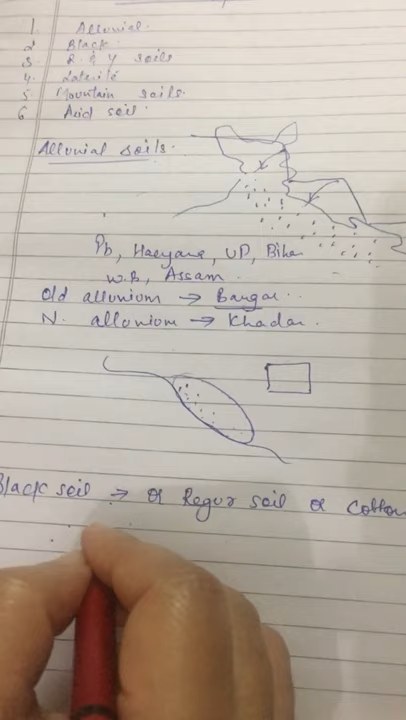 1 Alluvial
2 Black
3. R & Y soils
4. Laterite
5 Mountain soils.
6 Acid soil.
Alluvial soils.
Pb, Haryana, UP, Bihar
W.B, Assam.
Old alluvium → Bangar
N. alluvium → Khadar.
Black soil → or Regur soil or Cotton